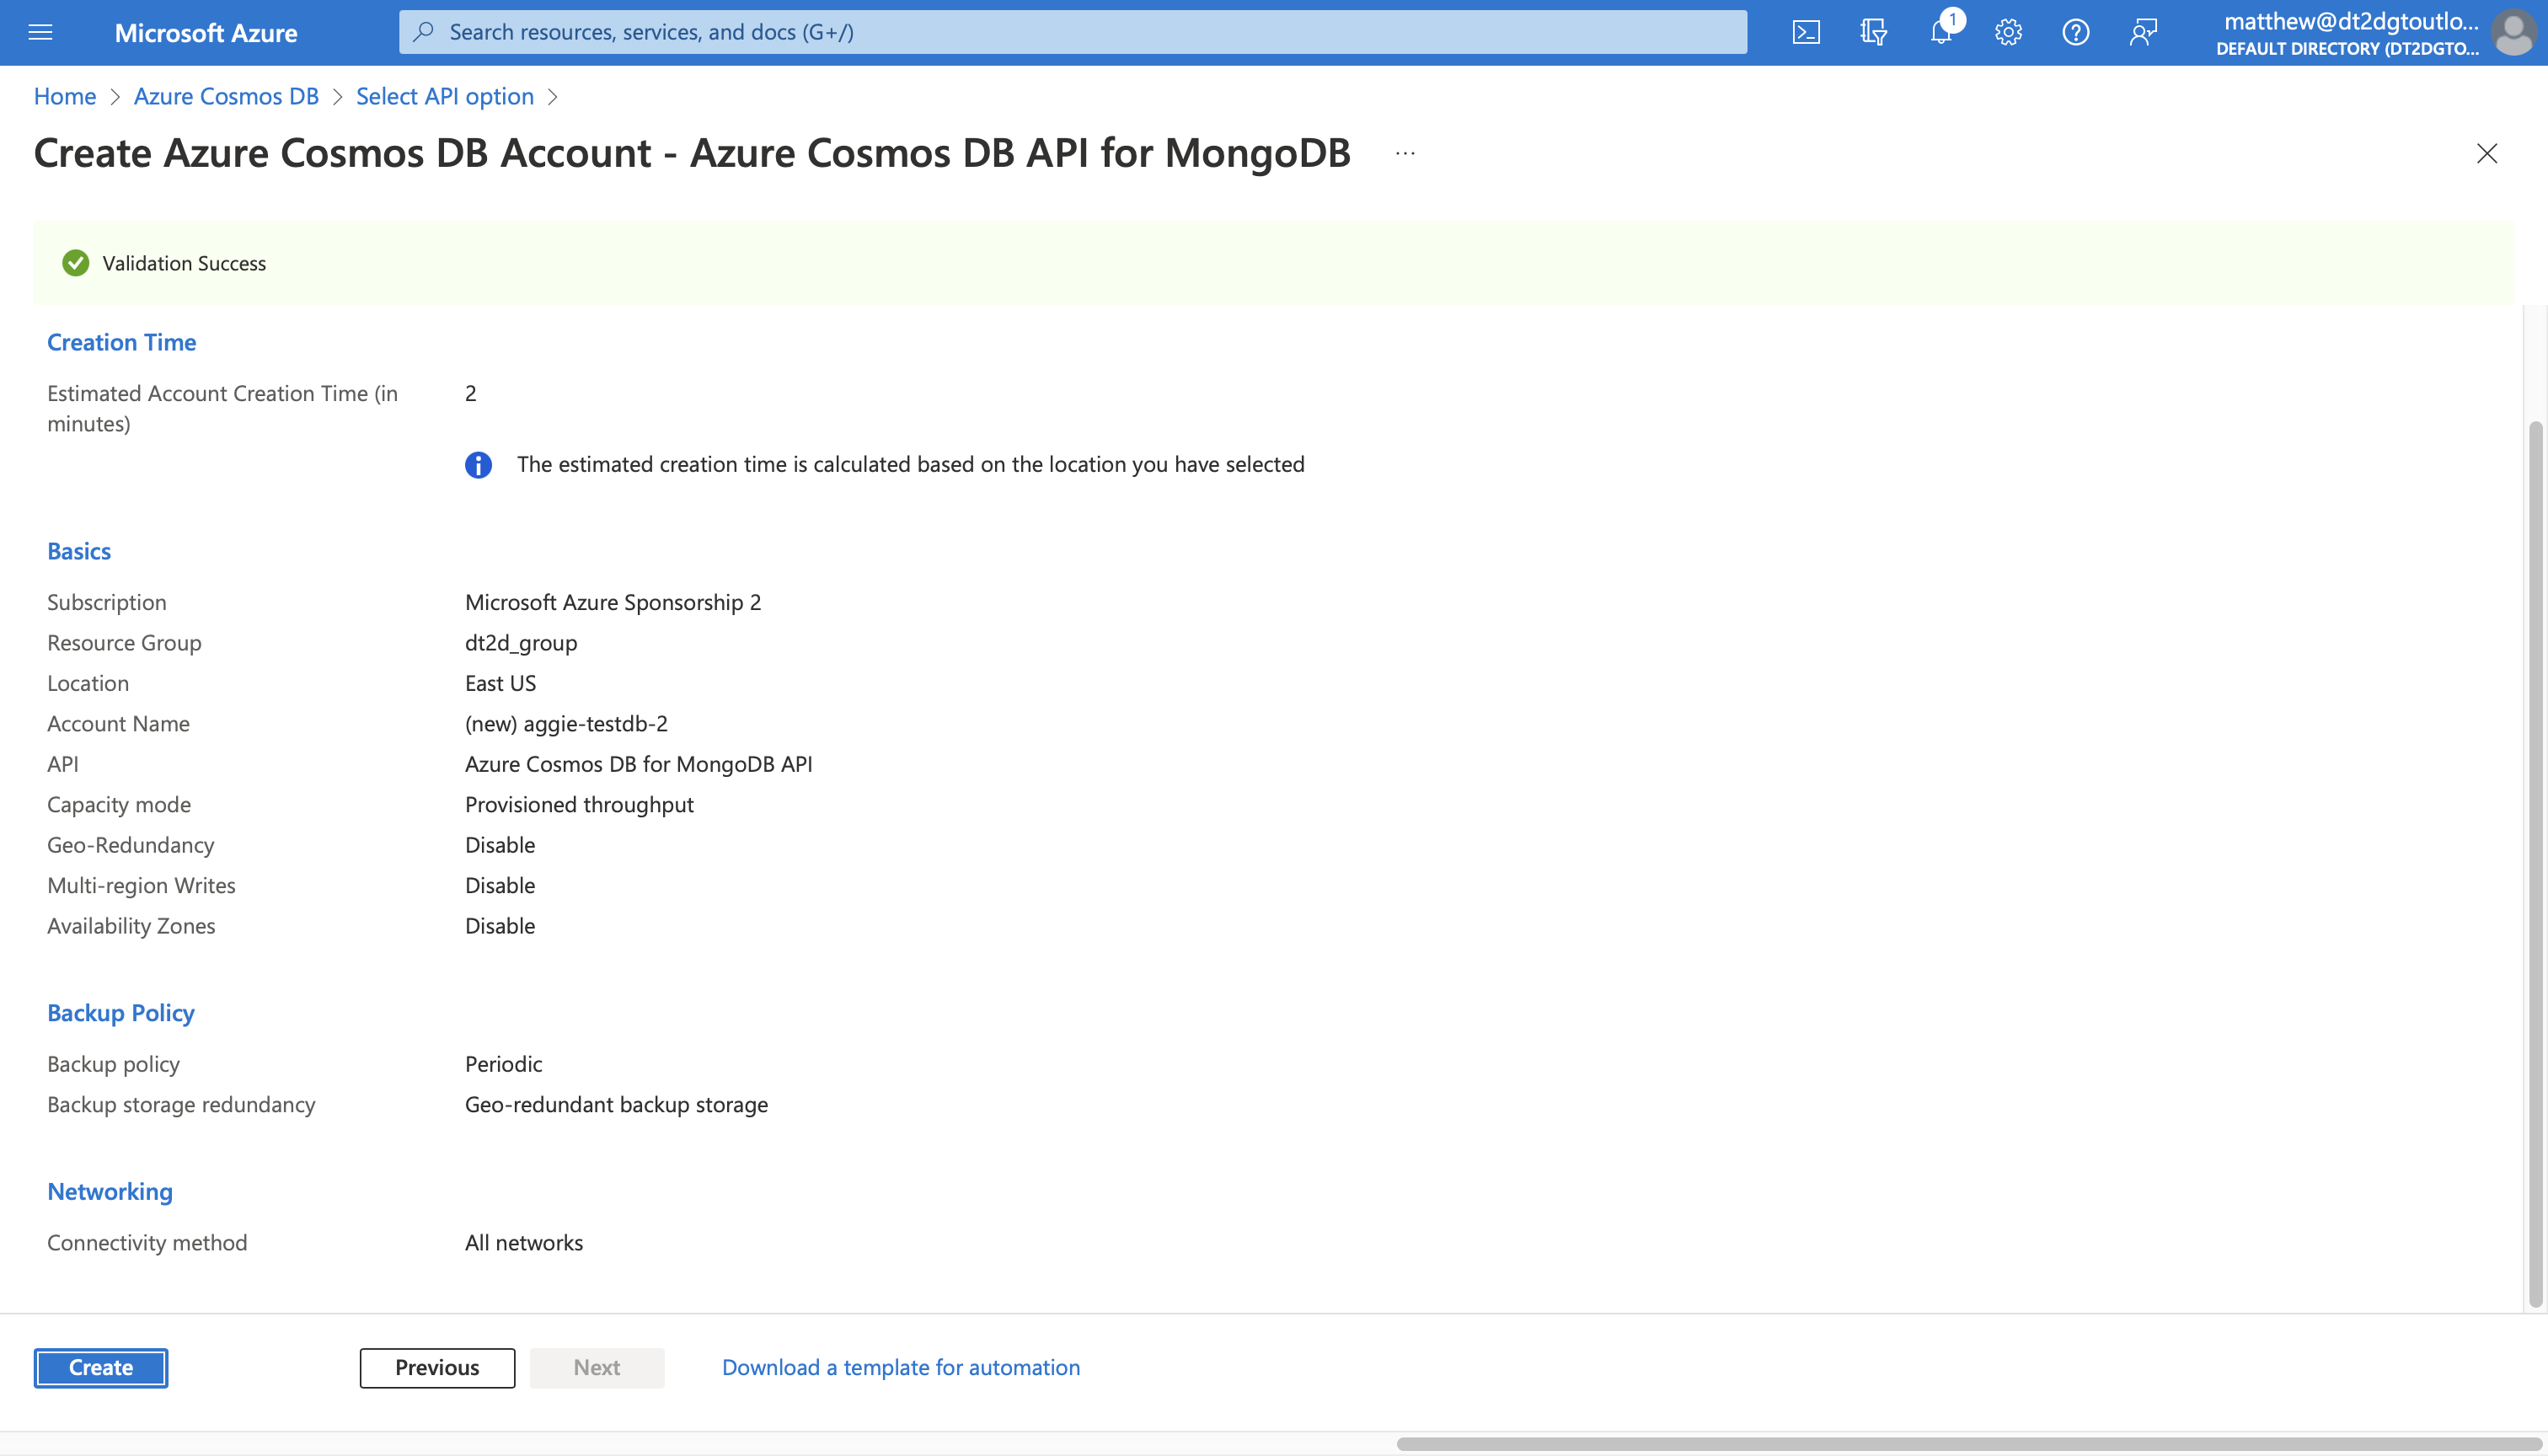 Microsoft Azure
Search resources, services, and docs (G+/)
1
matthew@dt2dgtoutlo...
DEFAULT DIRECTORY (DT2DGTO...
Home > Azure Cosmos DB > Select API option >
Create Azure Cosmos DB Account - Azure Cosmos DB API for MongoDB ...
Validation Success
Creation Time
Estimated Account Creation Time (in
minutes)
2
The estimated creation time is calculated based on the location you have selected
Basics
Subscription Microsoft Azure Sponsorship 2
Resource Group dt2d_group
Location East US
Account Name (new) aggie-testdb-2
API Azure Cosmos DB for MongoDB API
Capacity mode Provisioned throughput
Geo-Redundancy Disable
Multi-region Writes Disable
Availability Zones Disable
Backup Policy
Backup policy Periodic
Backup storage redundancy Geo-redundant backup storage
Networking
Connectivity method All networks
Create Previous Next Download a template for automation